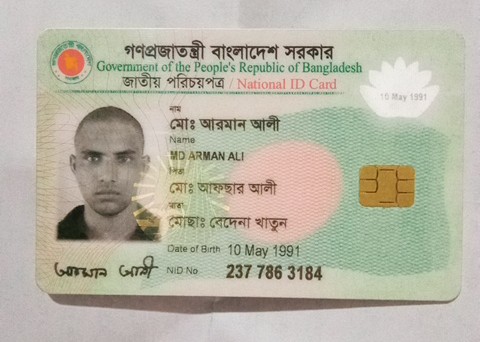 গণপ্রজাতন্ত্রী বাংলাদেশ সরকার
Government of the People's Republic of Bangladesh
জাতীয় পরিচয়পত্র / National ID Card
10 May 1991
নাম
মোঃ আরমান আলী
Name
MD ARMAN ALI
পিতা
মোঃ আফছার আলী
মাতা
মোছাঃ বেদেনা খাতুন
Date of Birth 10 May 1991
আরমান আলী
NID No 237 786 3184